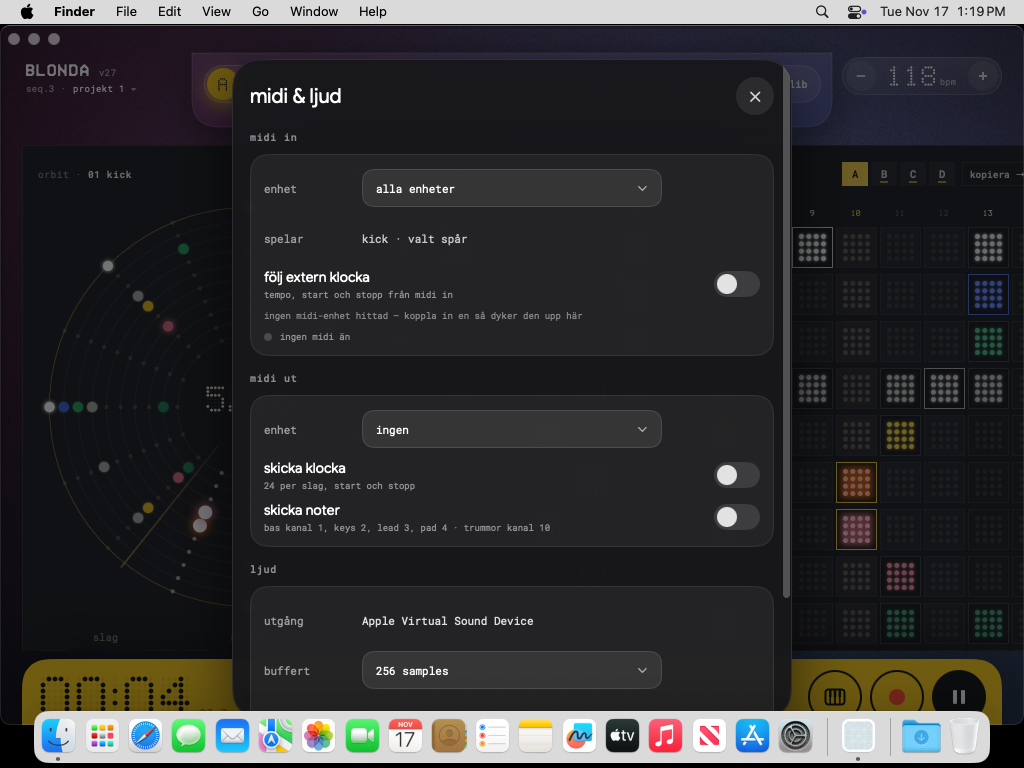 Finder File Edit View Go Window Help Tue Nov 17 1:19 PM
BLONDA v27
seq.3 · projekt 1
A
lib
− 118 bpm +
midi & ljud
midi in
orbit · 01 kick
A B C D kopiera →
enhet alla enheter
9 10 11 12 13
spelar kick · valt spår
följ extern klocka
tempo, start och stopp från midi in
ingen midi-enhet hittad — koppla in en så dyker den upp här
ingen midi än
midi ut
5.
enhet ingen
skicka klocka
24 per slag, start och stopp
skicka noter
bas kanal 1, keys 2, lead 3, pad 4 · trummor kanal 10
ljud
utgång Apple Virtual Sound Device
slag
buffert 256 samples
00:04
NOV
17
tv